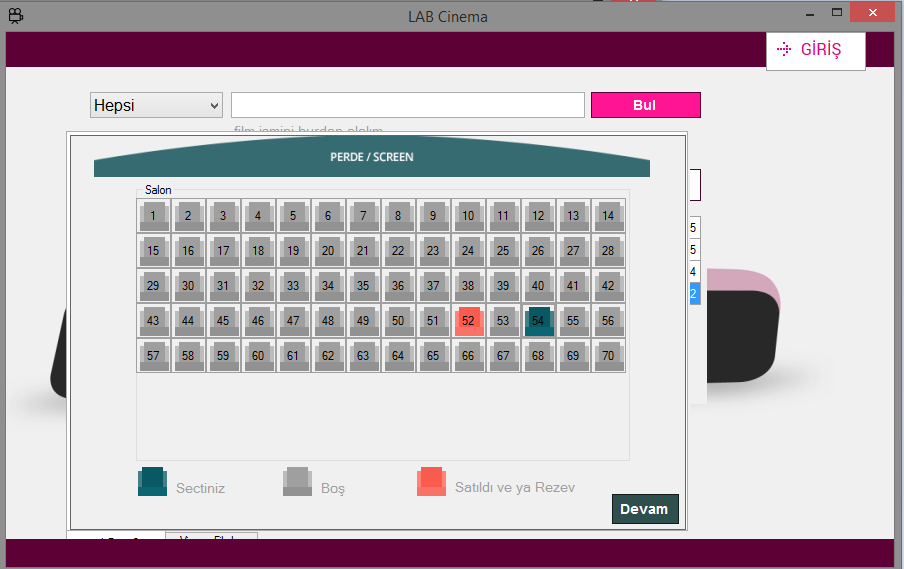 LAB Cinema
GİRİŞ
Hepsi
Bul
film ismini burdan
PERDE / SCREEN
Salon
1 2 3 4 5 6 7 8 9 10 11 12 13 14
5
15 16 17 18 19 20 21 22 23 24 25 26 27 28
5
29 30 31 32 33 34 35 36 37 38 39 40 41 42
4
2
43 44 45 46 47 48 49 50 51 52 53 54 55 56
57 58 59 60 61 62 63 64 65 66 67 68 69 70
Sectiniz
Boş
Satıldı ve ya Rezev
Devam